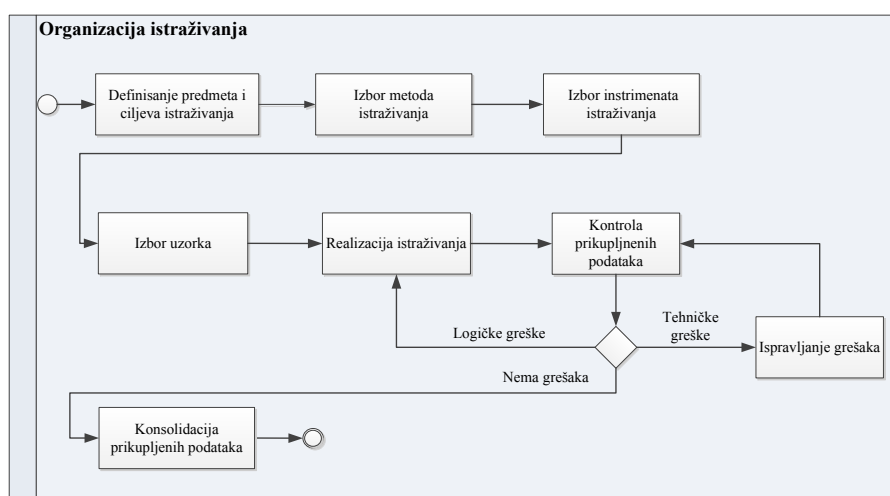 Organizacija istraživanja
Definisanje predmeta i
ciljeva istraživanja
Izbor metoda
istraživanja
Izbor instrimenata
istraživanja
Izbor uzorka
Realizacija istraživanja
Kontrola
prikupljnenih
podataka
Logičke greške
Tehničke
greške
Ispravljanje grešaka
Nema grešaka
Konsolidacija
prikupljenih podataka